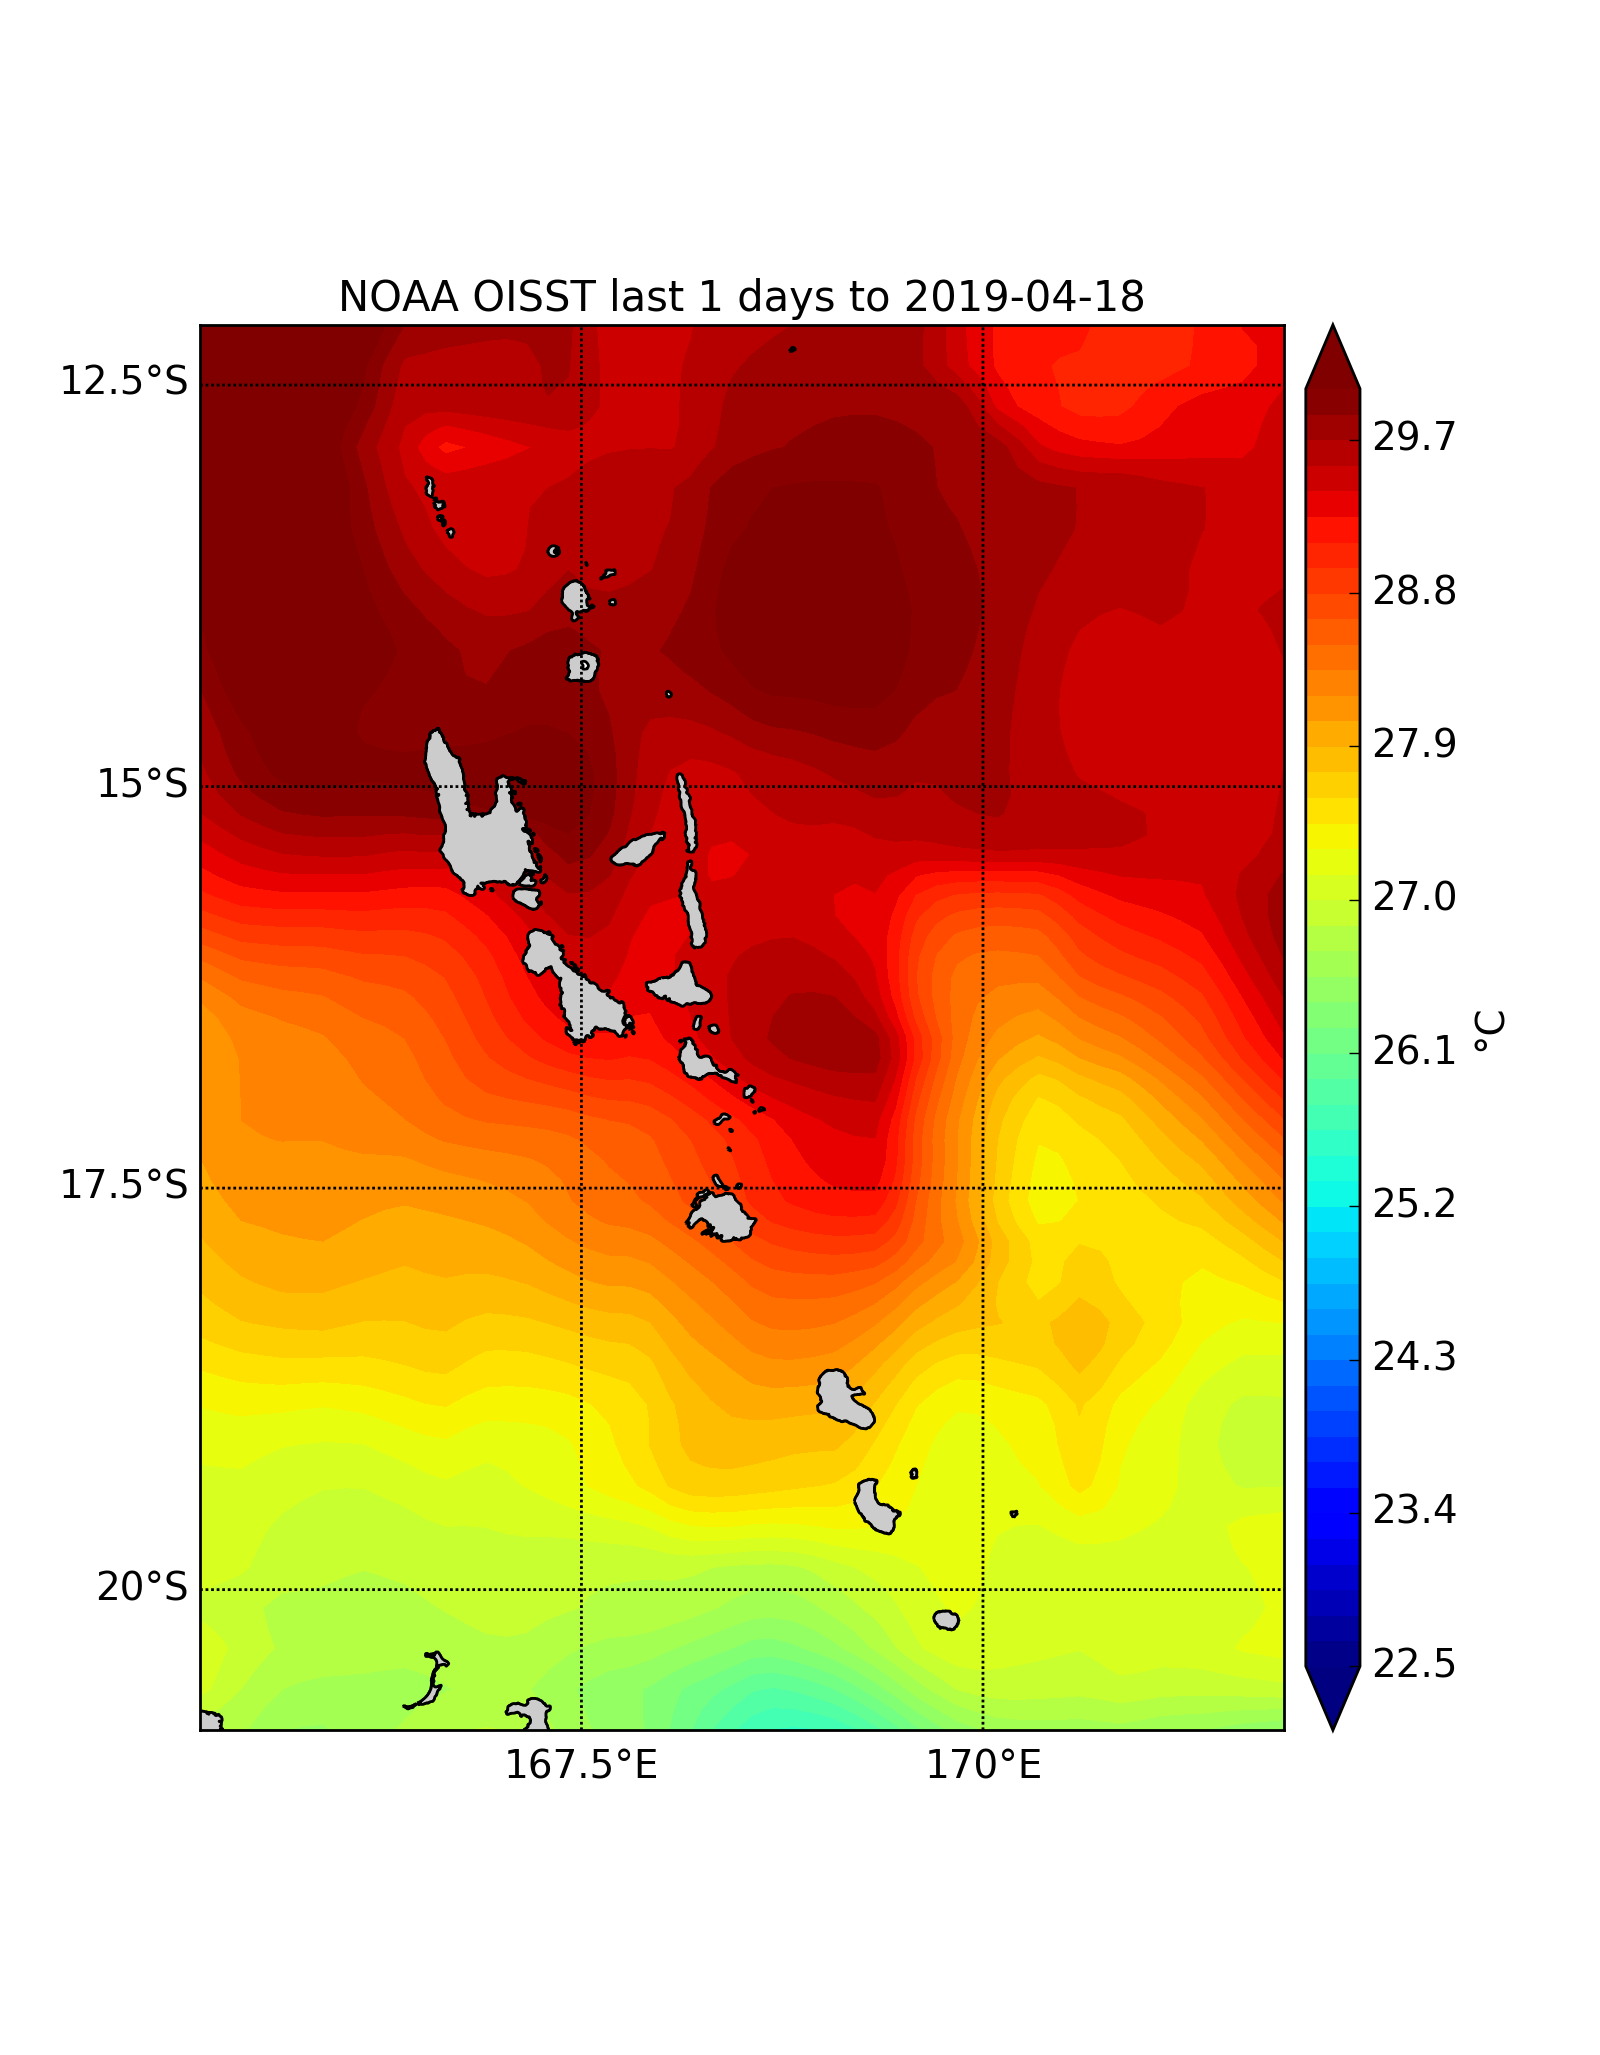 NOAA OISST last 1 days to 2019-04-18
12.5°S
15°S
17.5°S
20°S
167.5°E
170°E
29.7
28.8
27.9
27.0
26.1
25.2
24.3
23.4
22.5
°C